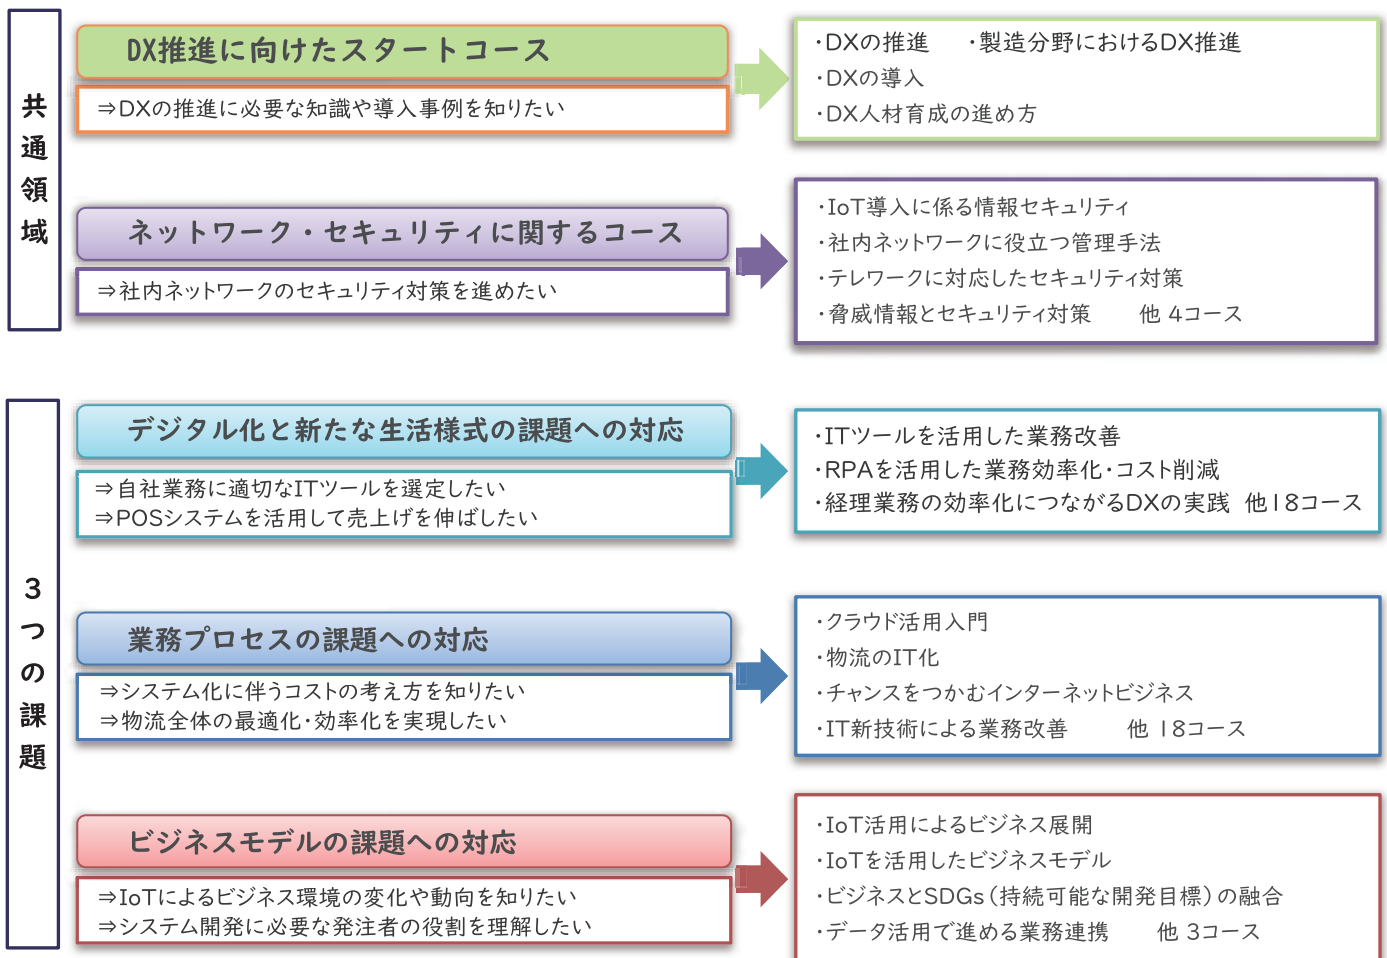 共通領域
DX推進に向けたスタートコース
⇒DXの推進に必要な知識や導入事例を知りたい
・DXの推進　・製造分野におけるDX推進
・DXの導入
・DX人材育成の進め方
ネットワーク・セキュリティに関するコース
⇒社内ネットワークのセキュリティ対策を進めたい
・IoT導入に係る情報セキュリティ
・社内ネットワークに役立つ管理手法
・テレワークに対応したセキュリティ対策
・脅威情報とセキュリティ対策　他 4コース
3つの課題
デジタル化と新たな生活様式の課題への対応
⇒自社業務に適切なITツールを選定したい
⇒POSシステムを活用して売上げを伸ばしたい
・ITツールを活用した業務改善
・RPAを活用した業務効率化・コスト削減
・経理業務の効率化につながるDXの実践 他18コース
業務プロセスの課題への対応
⇒システム化に伴うコストの考え方を知りたい
⇒物流全体の最適化・効率化を実現したい
・クラウド活用入門
・物流のIT化
・チャンスをつかむインターネットビジネス
・IT新技術による業務改善　他 18コース
ビジネスモデルの課題への対応
⇒IoTによるビジネス環境の変化や動向を知りたい
⇒システム開発に必要な発注者の役割を理解したい
・IoT活用によるビジネス展開
・IoTを活用したビジネスモデル
・ビジネスとSDGs（持続可能な開発目標）の融合
・データ活用で進める業務連携　他 3コース